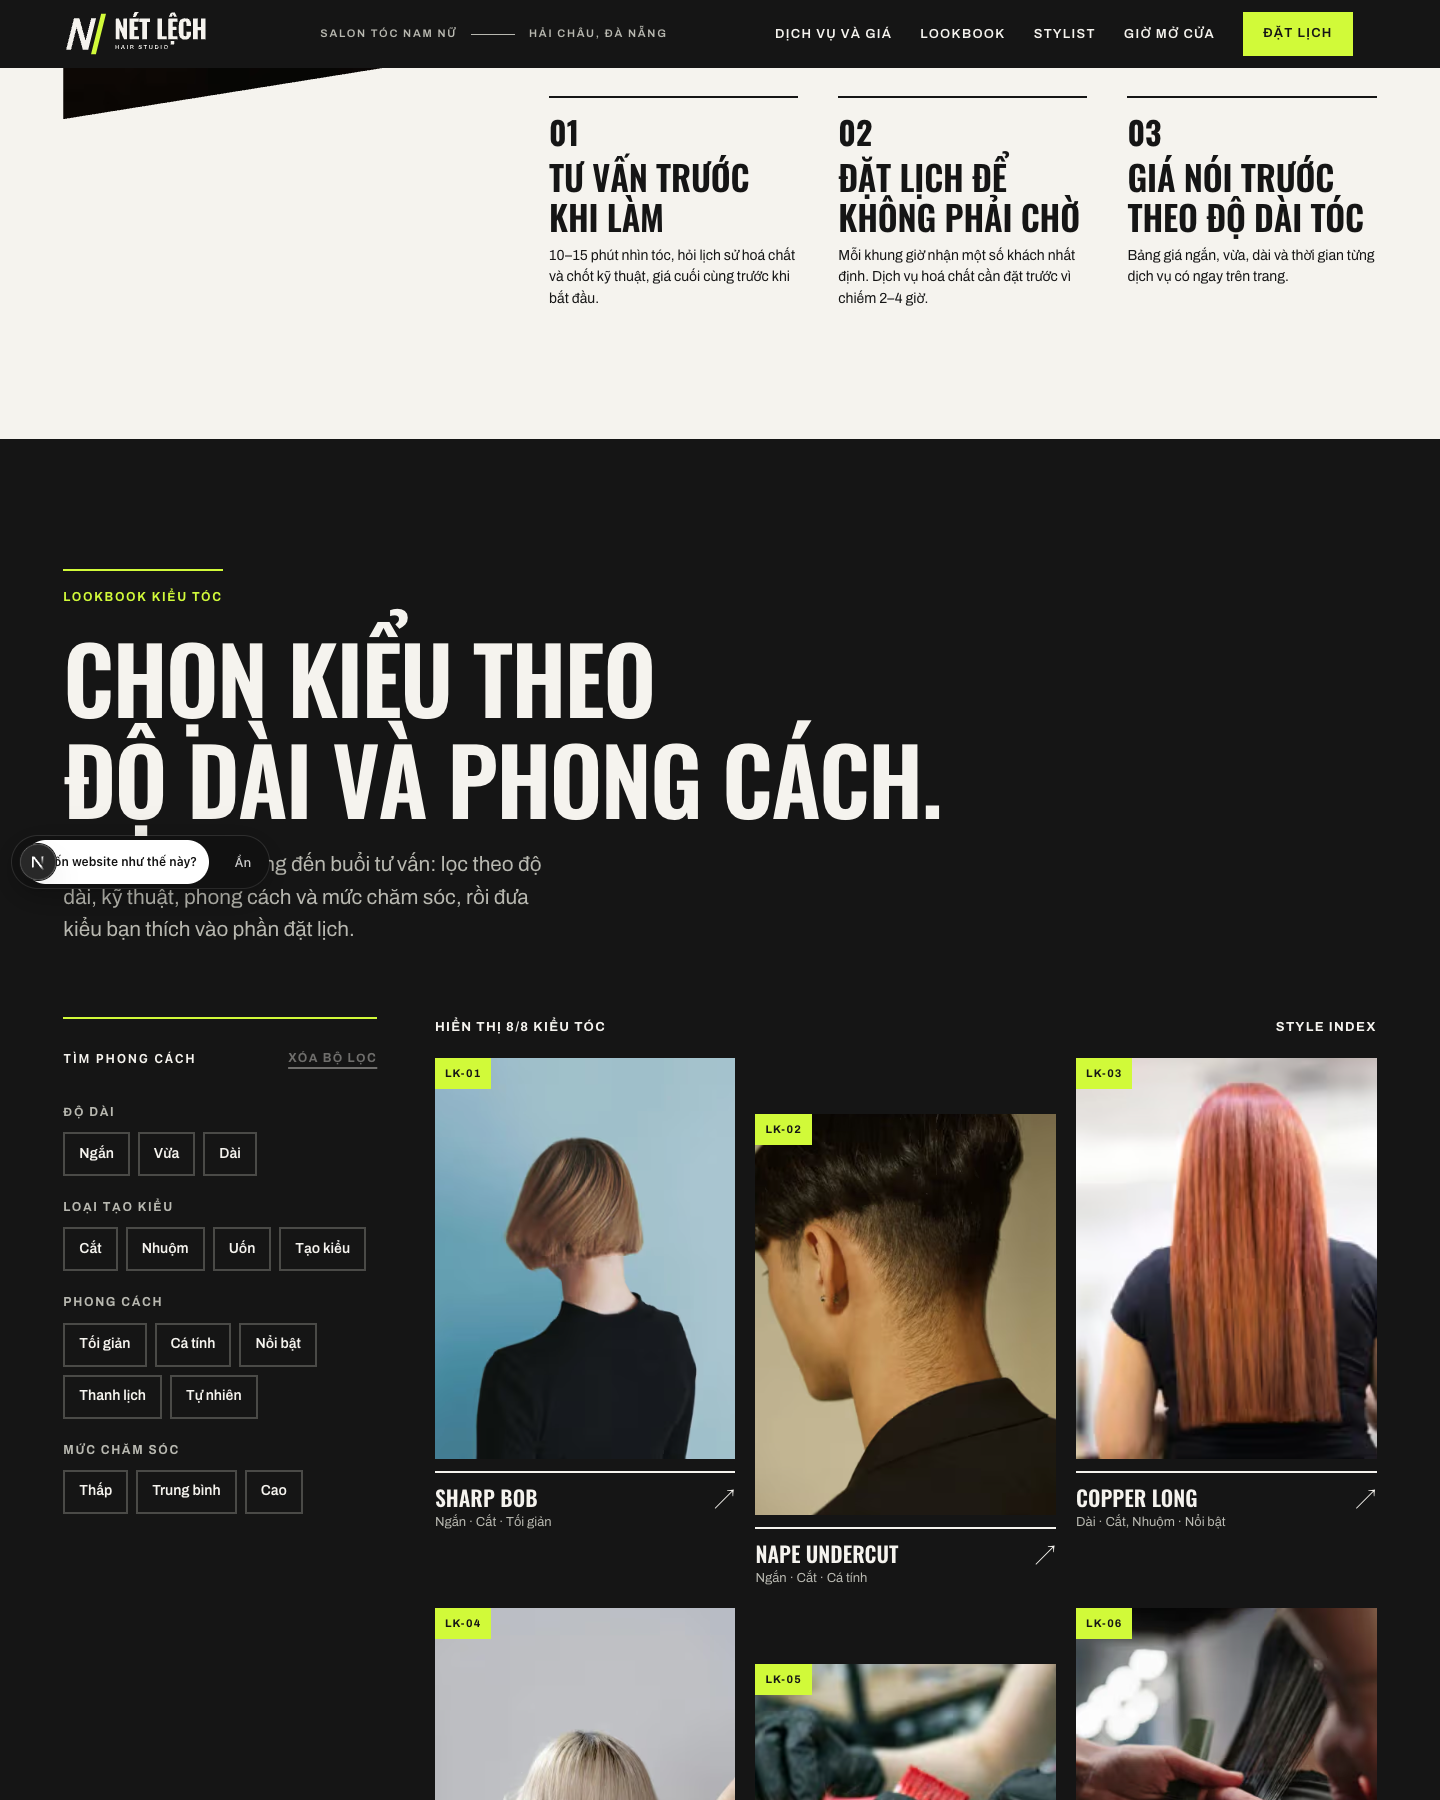 N/ NÉT LỆCH
HAIR STUDIO
SALON TÓC NAM NỮ
HẢI CHÂU, ĐÀ NẴNG
DỊCH VỤ VÀ GIÁ
LOOKBOOK
STYLIST
GIỜ MỞ CỬA
ĐẶT LỊCH
01
TƯ VẤN TRƯỚC
KHI LÀM
10–15 phút nhìn tóc, hỏi lịch sử hoá chất
và chốt kỹ thuật, giá cuối cùng trước khi
bắt đầu.
02
ĐẶT LỊCH ĐỂ
KHÔNG PHẢI CHỜ
Mỗi khung giờ nhận một số khách nhất
định. Dịch vụ hoá chất cần đặt trước vì
chiếm 2–4 giờ.
03
GIÁ NÓI TRƯỚC
THEO ĐỘ DÀI TÓC
Bảng giá ngắn, vừa, dài và thời gian từng
dịch vụ có ngay trên trang.
LOOKBOOK KIỂU TÓC
CHỌN KIỂU THEO
ĐỘ DÀI VÀ PHONG CÁCH.
N
website như thế này?
Ẩn
đến buổi tư vấn: lọc theo độ
dài, kỹ thuật, phong cách và mức chăm sóc, rồi đưa
kiểu bạn thích vào phần đặt lịch.
TÌM PHONG CÁCH
XÓA BỘ LỌC
ĐỘ DÀI
Ngắn
Vừa
Dài
LOẠI TẠO KIỂU
Cắt
Nhuộm
Uốn
Tạo kiểu
PHONG CÁCH
Tối giản
Cá tính
Nổi bật
Thanh lịch
Tự nhiên
MỨC CHĂM SÓC
Thấp
Trung bình
Cao
HIỂN THỊ 8/8 KIỂU TÓC
STYLE INDEX
LK-01
SHARP BOB
Ngắn · Cắt · Tối giản
LK-02
NAPE UNDERCUT
Ngắn · Cắt · Cá tính
LK-03
COPPER LONG
Dài · Cắt, Nhuộm · Nổi bật
LK-04
LK-05
LK-06